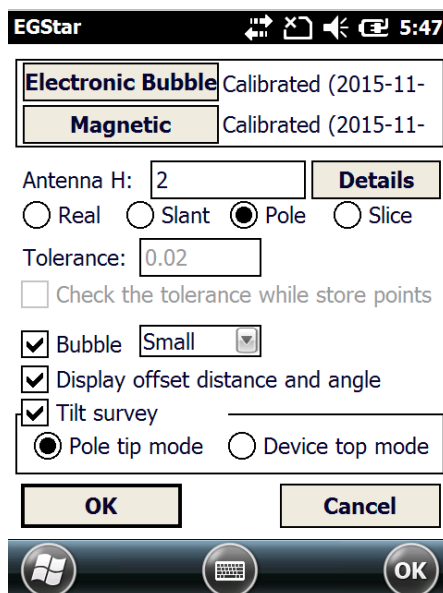 EGStar 5:47
Electronic Bubble Calibrated (2015-11-
Magnetic Calibrated (2015-11-
Antenna H: 2 Details
Real Slant Pole Slice
Tolerance: 0.02
Check the tolerance while store points
Bubble Small
Display offset distance and angle
Tilt survey
Pole tip mode Device top mode
OK Cancel
OK